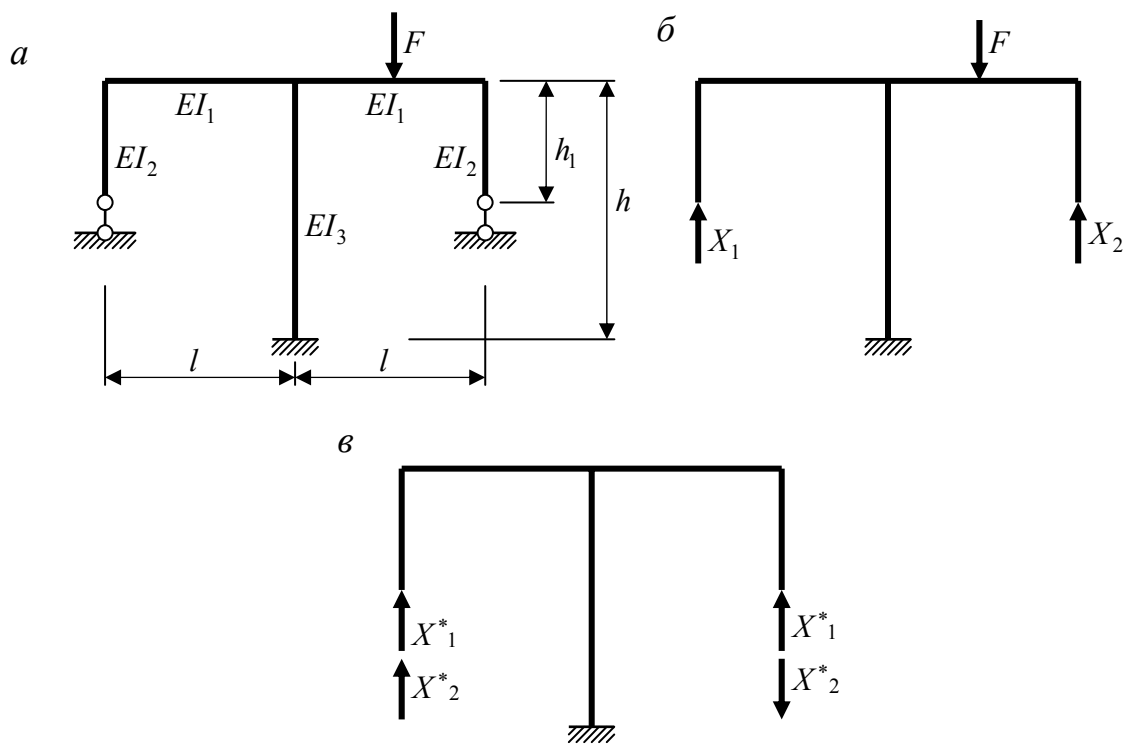 а
F
EI₁
EI₁
EI₂
EI₂
EI₃
h₁
h
l
l
б
F
X₁
X₂
в
X*₁
X*₂
X*₁
X*₂